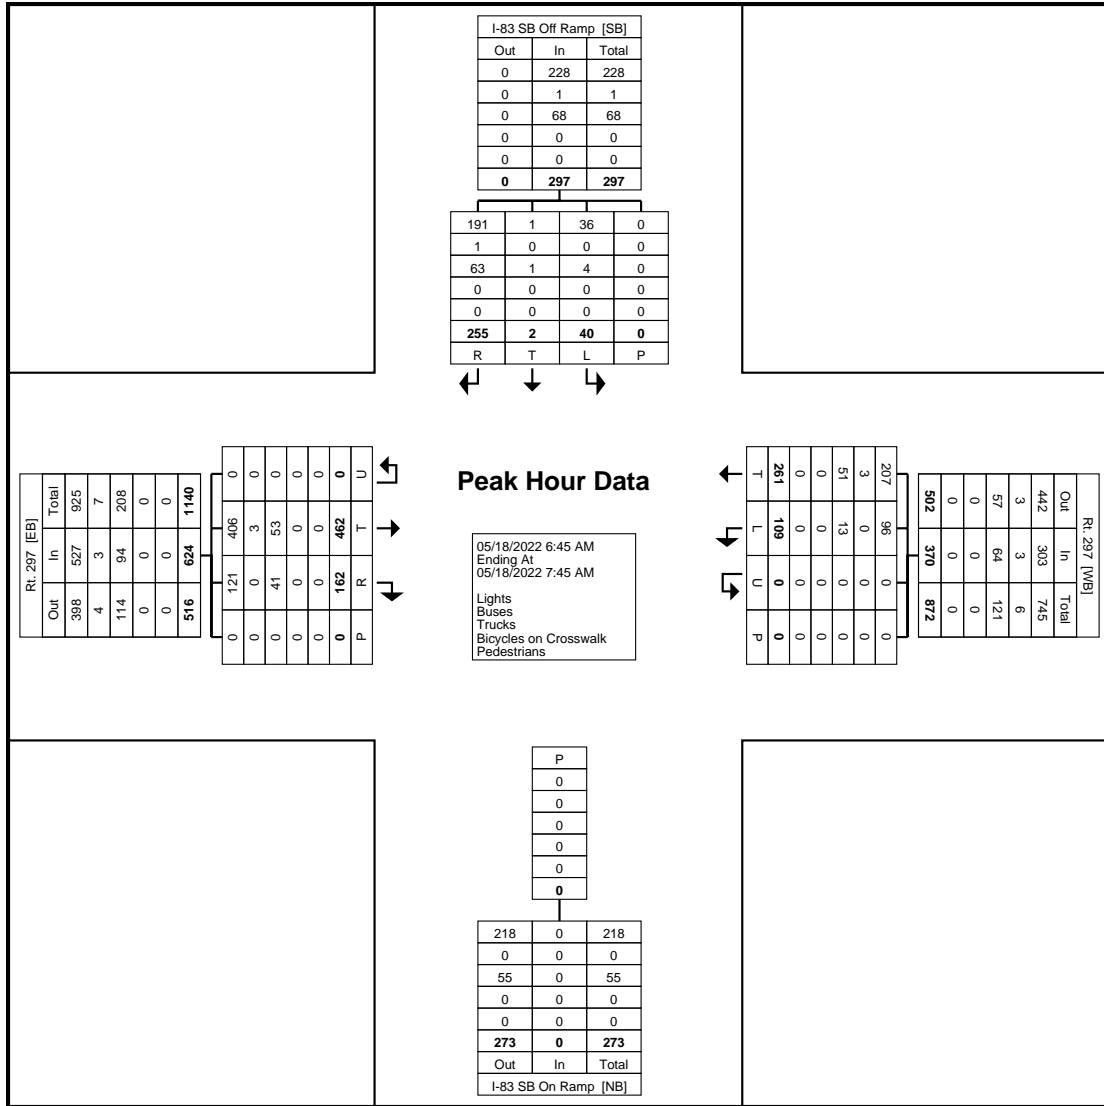 I-83 SB Off Ramp [SB]
Out In Total
0 228 228
0 1 1
0 68 68
0 0 0
0 0 0
0 297 297
191 1 36 0
1 0 0 0
63 1 4 0
0 0 0 0
0 0 0 0
255 2 40 0
R T L P
Rt. 297 [EB]
Total In Out
925 527 398
7 3 4
208 94 114
0 0 0
0 0 0
1140 624 516
0 406 121 0
0 3 0 0
0 53 41 0
0 0 0 0
0 0 0 0
0 462 162 0
U T R P
Peak Hour Data
05/18/2022 6:45 AM
Ending At
05/18/2022 7:45 AM
Lights
Buses
Trucks
Bicycles on Crosswalk
Pedestrians
Rt. 297 [WB]
Out In Total
442 303 745
3 3 6
57 64 121
0 0 0
0 0 0
502 370 872
207 96 0 0
3 0 0 0
51 13 0 0
0 0 0 0
0 0 0 0
261 109 0 0
T L U P
P
0
0
0
0
0
0
218 0 218
0 0 0
55 0 55
0 0 0
0 0 0
273 0 273
Out In Total
I-83 SB On Ramp [NB]